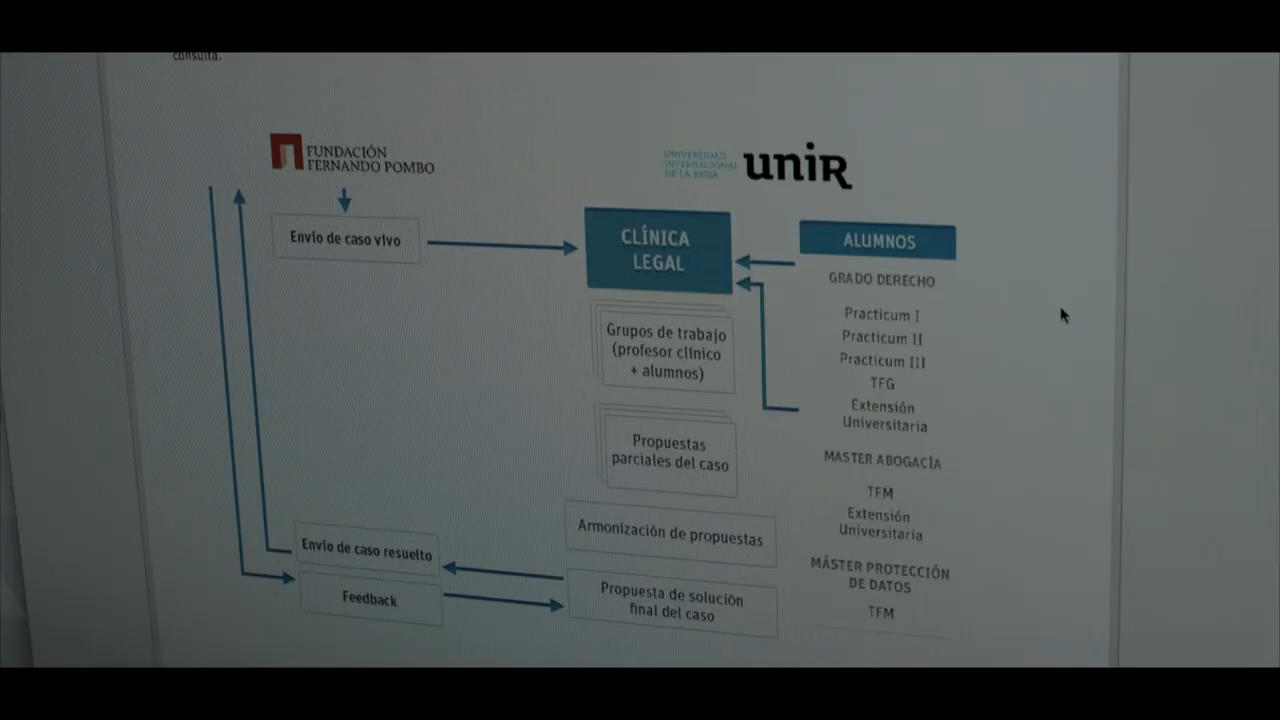 consulta.
FUNDACIÓN
FERNANDO POMBO
UNIVERSIDAD
INTERNACIONAL
DE LA RIOJA
unir
Envío de caso vivo
CLÍNICA
LEGAL
Grupos de trabajo
(profesor clínico
+ alumnos)
Propuestas
parciales del caso
Armonización de propuestas
Propuesta de solución
final del caso
Envío de caso resuelto
Feedback
ALUMNOS
GRADO DERECHO
Practicum I
Practicum II
Practicum III
TFG
Extensión
Universitaria
MASTER ABOGACÍA
TFM
Extensión
Universitaria
MÁSTER PROTECCIÓN
DE DATOS
TFM